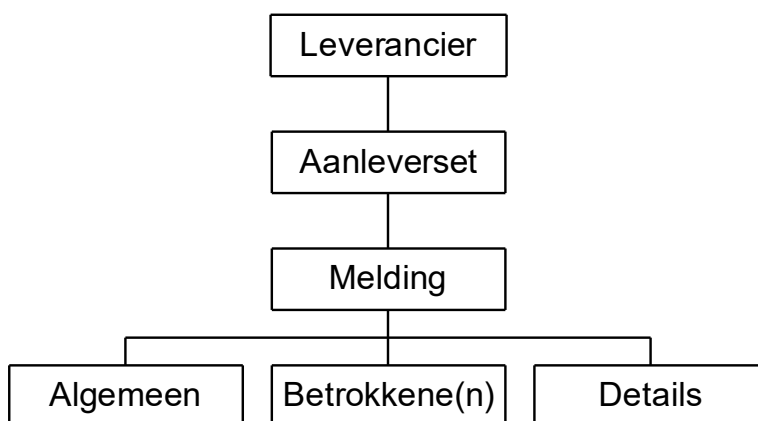 Leverancier
Aanleverset
Melding
Algemeen
Betrokkene(n)
Details